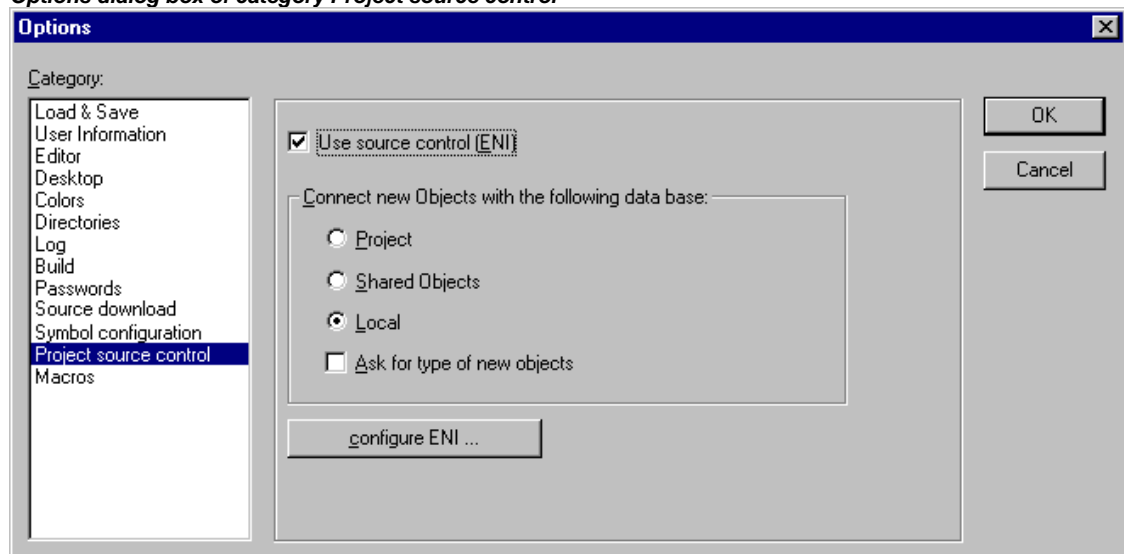 Options dialog box of category Project source control
Options
Category:
Load & Save
User Information
Editor
Desktop
Colors
Directories
Log
Build
Passwords
Source download
Symbol configuration
Project source control
Macros
Use source control (ENI)
Connect new Objects with the following data base:
Project
Shared Objects
Local
Ask for type of new objects
configure ENI ...
OK
Cancel